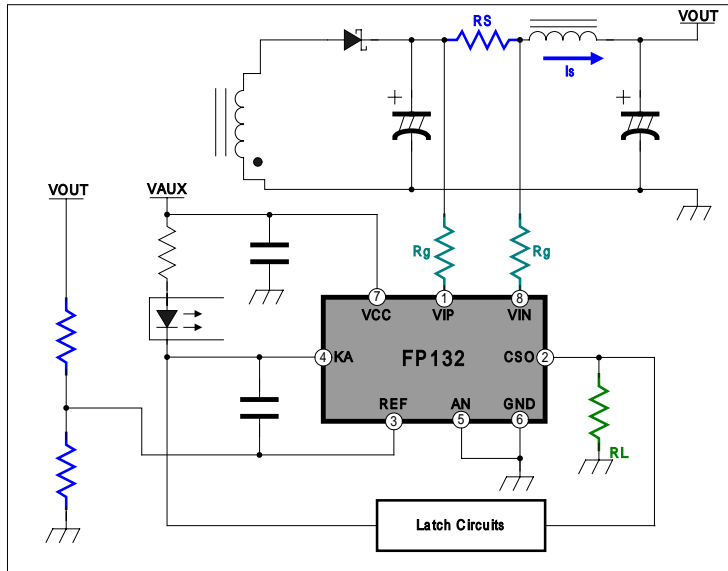 RS
VOUT
Is
+
+
VOUT
VAUX
Rg
Rg
7
1
8
VCC
VIP
VIN
4
KA
FP132
CSO
2
REF
AN
GND
3
5
6
RL
Latch Circuits